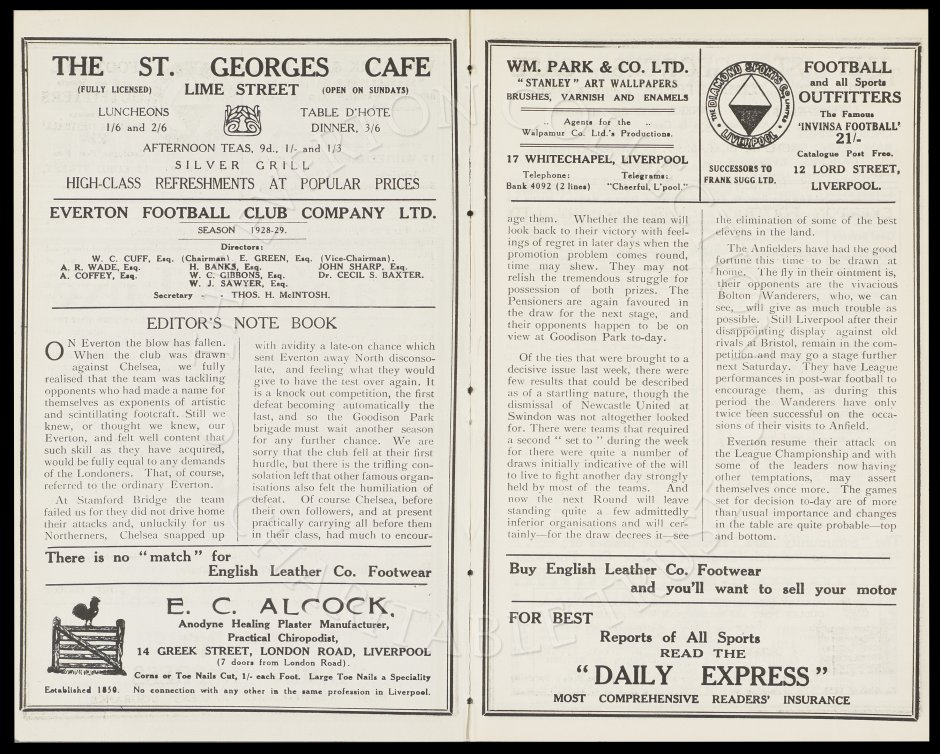 THE ST. GEORGES CAFE
(FULLY LICENSED) LIME STREET (OPEN ON SUNDAYS)
LUNCHEONS
1/6 and 2/6
TABLE D'HOTE
DINNER, 3/6
AFTERNOON TEAS, 9d., 1/- and 1/3
SILVER GRILL
HIGH-CLASS REFRESHMENTS AT POPULAR PRICES
EVERTON FOOTBALL CLUB COMPANY LTD.
SEASON 1928-29.
Directors:
W. C. CUFF, Esq. (Chairman). E. GREEN, Esq. (Vice-Chairman).
A. R. WADE, Esq. H. BANKS, Esq. JOHN SHARP, Esq.
A. COFFEY, Esq. W. C. GIBBONS, Esq. Dr. CECIL S. BAXTER.
W. J. SAWYER, Esq.
Secretary - - THOS. H. McINTOSH.
EDITOR'S NOTE BOOK
ON Everton the blow has fallen.
When the club was drawn
against Chelsea, we fully
realised that the team was tackling
opponents who had made a name for
themselves as exponents of artistic
and scintillating footcraft. Still we
knew, or thought we knew, our
Everton, and felt well content that
such skill as they have acquired,
would be fully equal to any demands
of the Londoners. That, of course,
referred to the ordinary Everton.
At Stamford Bridge the team
failed us for they did not drive home
their attacks and, unluckily for us
Northerners, Chelsea snapped up
with avidity a late-on chance which
sent Everton away North disconso-
late, and feeling what they would
give to have the test over again. It
is a knock out competition, the first
defeat becoming automatically the
last, and so the Goodison Park
brigade must wait another season
for any further chance. We are
sorry that the club fell at their first
hurdle, but there is the trifling con-
solation left that other famous organ-
isations also felt the humiliation of
defeat. Of course Chelsea, before
their own followers, and at present
practically carrying all before them
in their class, had much to encour-
There is no "match" for
English Leather Co. Footwear
E. C. ALCOCK,
Anodyne Healing Plaster Manufacturer,
Practical Chiropodist,
14 GREEK STREET, LONDON ROAD, LIVERPOOL
(7 doors from London Road).
Corns or Toe Nails Cut, 1/- each Foot. Large Toe Nails a Speciality
Established 1850. No connection with any other in the same profession in Liverpool.
WM. PARK & CO. LTD.
"STANLEY" ART WALLPAPERS
BRUSHES, VARNISH AND ENAMELS
.. Agents for the ..
Walpamur Co. Ltd.'s Productions.
17 WHITECHAPEL, LIVERPOOL
Telephone: Telegrams:
Bank 4092 (2 lines) "Cheerful, L'pool."
THE DIAMOND SPORTS CO LIMITED
LIVERPOOL
SUCCESSORS TO
FRANK SUGG LTD.
FOOTBALL
and all Sports
OUTFITTERS
The Famous
'INVINSA FOOTBALL'
21/-
Catalogue Post Free.
12 LORD STREET,
LIVERPOOL.
age them. Whether the team will
look back to their victory with feel-
ings of regret in later days when the
promotion problem comes round,
time may shew. They may not
relish the tremendous struggle for
possession of both prizes. The
Pensioners are again favoured in
the draw for the next stage, and
their opponents happen to be on
view at Goodison Park to-day.
Of the ties that were brought to a
decisive issue last week, there were
few results that could be described
as of a startling nature, though the
dismissal of Newcastle United at
Swindon was not altogether looked
for. There were teams that required
a second " set to " during the week
for there were quite a number of
draws initially indicative of the will
to live to fight another day strongly
held by most of the teams. And
now the next Round will leave
standing quite a few admittedly
inferior organisations and will cer-
tainly—for the draw decrees it—see
the elimination of some of the best
elevens in the land.
The Anfielders have had the good
fortune this time to be drawn at
home. The fly in their ointment is,
their opponents are the vivacious
Bolton Wanderers, who, we can
see, will give as much trouble as
possible. Still Liverpool after their
disappointing display against old
rivals at Bristol, remain in the com-
petition and may go a stage further
next Saturday. They have League
performances in post-war football to
encourage them, as during this
period the Wanderers have only
twice been successful on the occa-
sions of their visits to Anfield.
Everton resume their attack on
the League Championship and with
some of the leaders now having
other temptations, may assert
themselves once more. The games
set for decision to-day are of more
than usual importance and changes
in the table are quite probable—top
and bottom.
Buy English Leather Co. Footwear
and you'll want to sell your motor
FOR BEST
Reports of All Sports
READ THE
"DAILY EXPRESS"
MOST COMPREHENSIVE READERS' INSURANCE